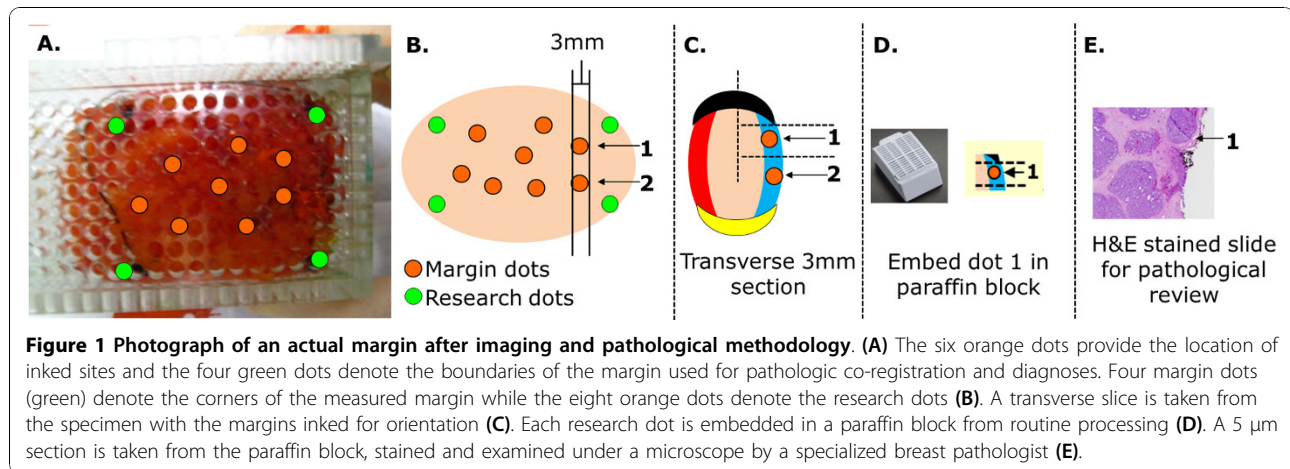 A.
B.
3mm
1
2
Margin dots
Research dots
C.
1
2
Transverse 3mm
section
D.
1
Embed dot 1 in
paraffin block
E.
1
H&E stained slide
for pathological
review
Figure 1 Photograph of an actual margin after imaging and pathological methodology. (A) The six orange dots provide the location of
inked sites and the four green dots denote the boundaries of the margin used for pathologic co-registration and diagnoses. Four margin dots
(green) denote the corners of the measured margin while the eight orange dots denote the research dots (B). A transverse slice is taken from
the specimen with the margins inked for orientation (C). Each research dot is embedded in a paraffin block from routine processing (D). A 5 μm
section is taken from the paraffin block, stained and examined under a microscope by a specialized breast pathologist (E).